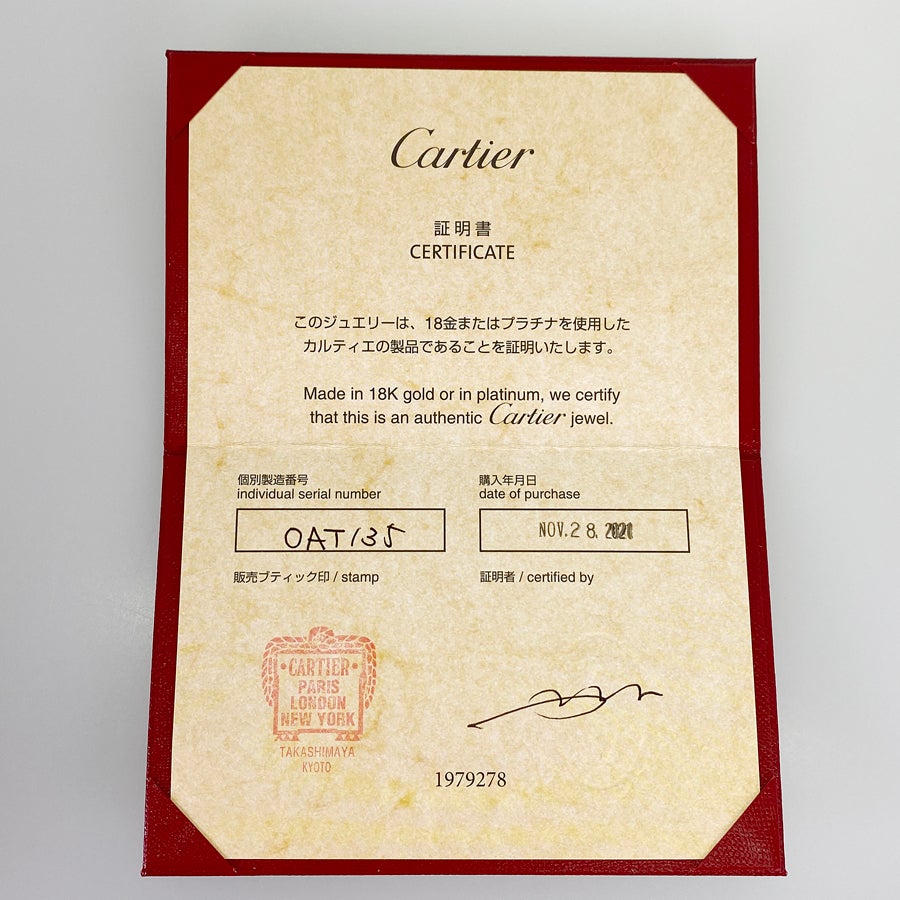 Cartier
証明書
CERTIFICATE
このジュエリーは、18金またはプラチナを使用した
カルティエの製品であることを証明いたします。
Made in 18K gold or in platinum, we certify
that this is an authentic Cartier jewel.
個別製造番号
individual serial number
OAT135
購入年月日
date of purchase
NOV.28.
販売ブティック印 / stamp
証明者 / certified by
CARTIER
PARIS
LONDON
NEW YORK
TAKASHIMAYA
KYOTO
1979278